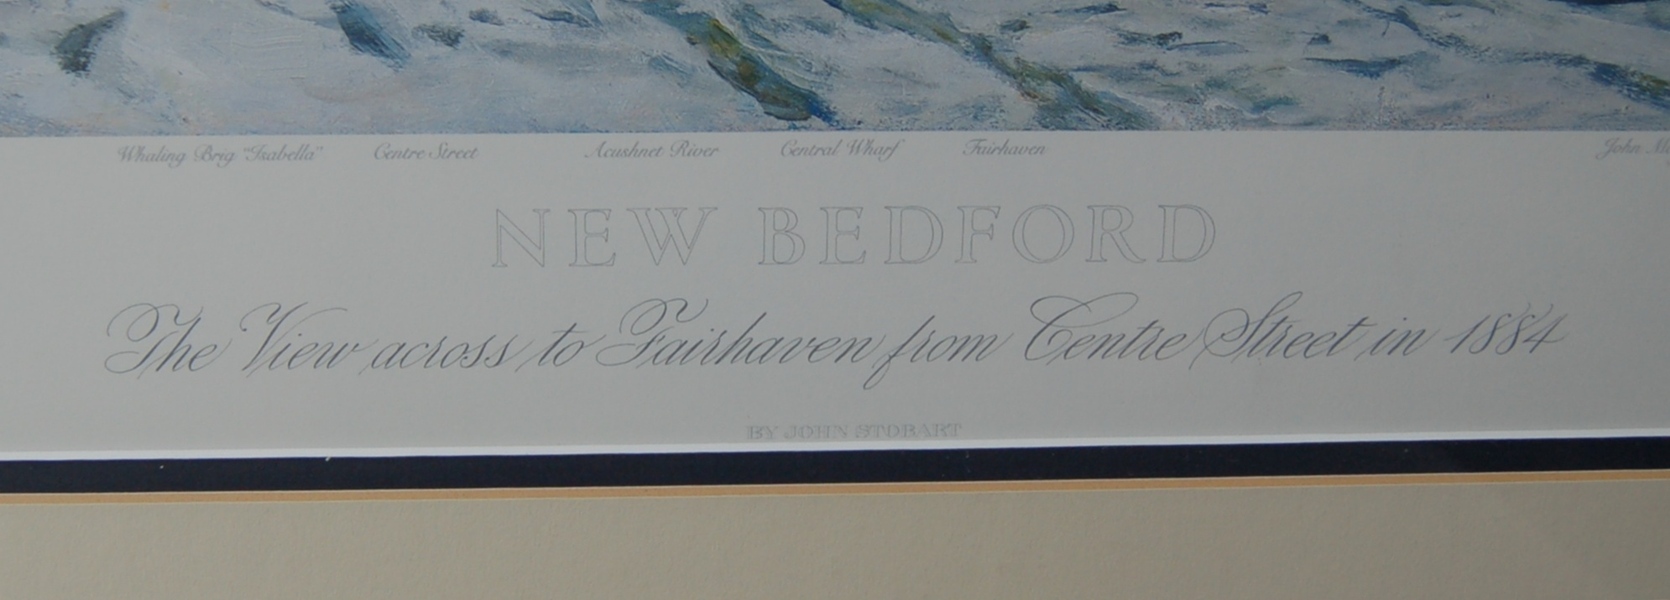 Whaling Brig "Isabella" Centre Street Acushnet River Central Wharf Fairhaven John
NEW BEDFORD
The View across to Fairhaven from Centre Street in 1884
BY JOHN STOBART